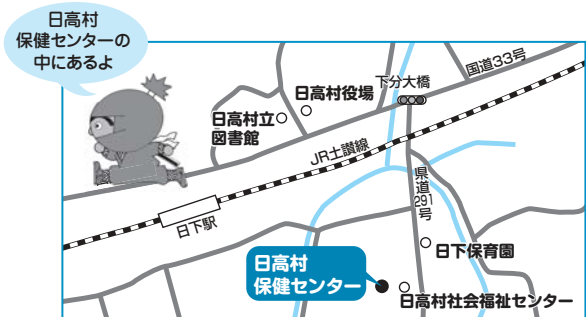 日高村
保健センターの
中にあるよ
国道33号
下分大橋
日高村役場
日高村立
図書館
JR土讃線
県道
291
号
日下駅
日下保育園
日高村
保健センター
日高村社会福祉センター